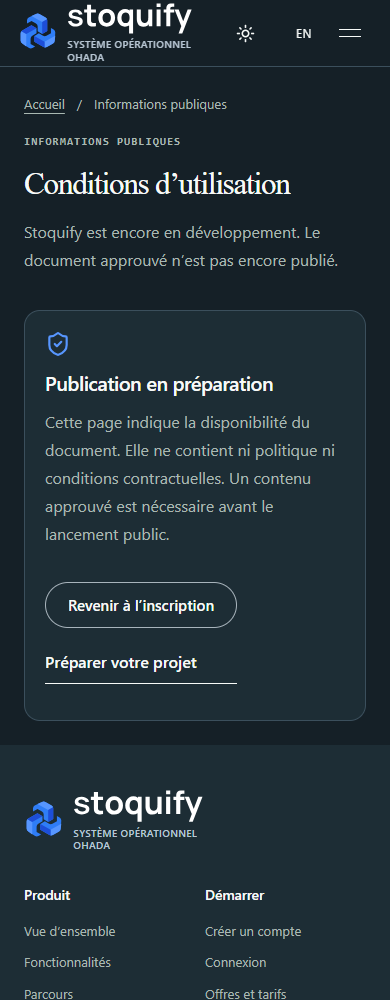 stoquify
SYSTÈME OPÉRATIONNEL
OHADA
EN
Accueil / Informations publiques
INFORMATIONS PUBLIQUES
Conditions d’utilisation
Stoquify est encore en développement. Le
document approuvé n’est pas encore publié.
Publication en préparation
Cette page indique la disponibilité du
document. Elle ne contient ni politique ni
conditions contractuelles. Un contenu
approuvé est nécessaire avant le
lancement public.
Revenir à l’inscription
Préparer votre projet
stoquify
SYSTÈME OPÉRATIONNEL
OHADA
Produit
Démarrer
Vue d’ensemble
Créer un compte
Fonctionnalités
Connexion
Parcours
Offres et tarifs